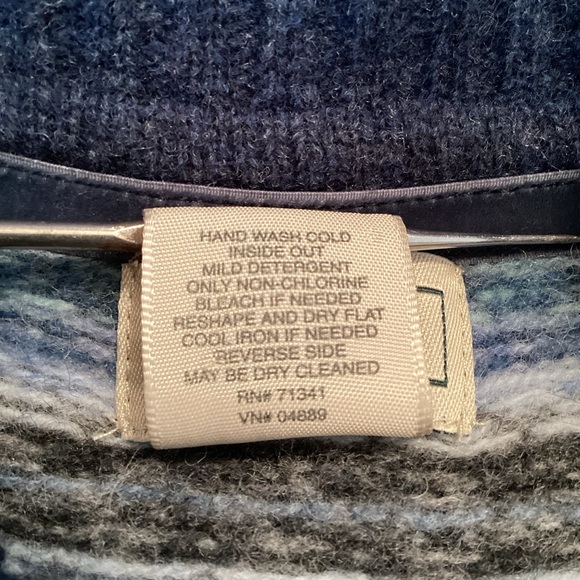 HAND WASH COLD
INSIDE OUT
MILD DETERGENT
ONLY NON-CHLORINE
BLEACH IF NEEDED
RESHAPE AND DRY FLAT
COOL IRON IF NEEDED
REVERSE SIDE
MAY BE DRY CLEANED
RN# 71341
VN# 04889